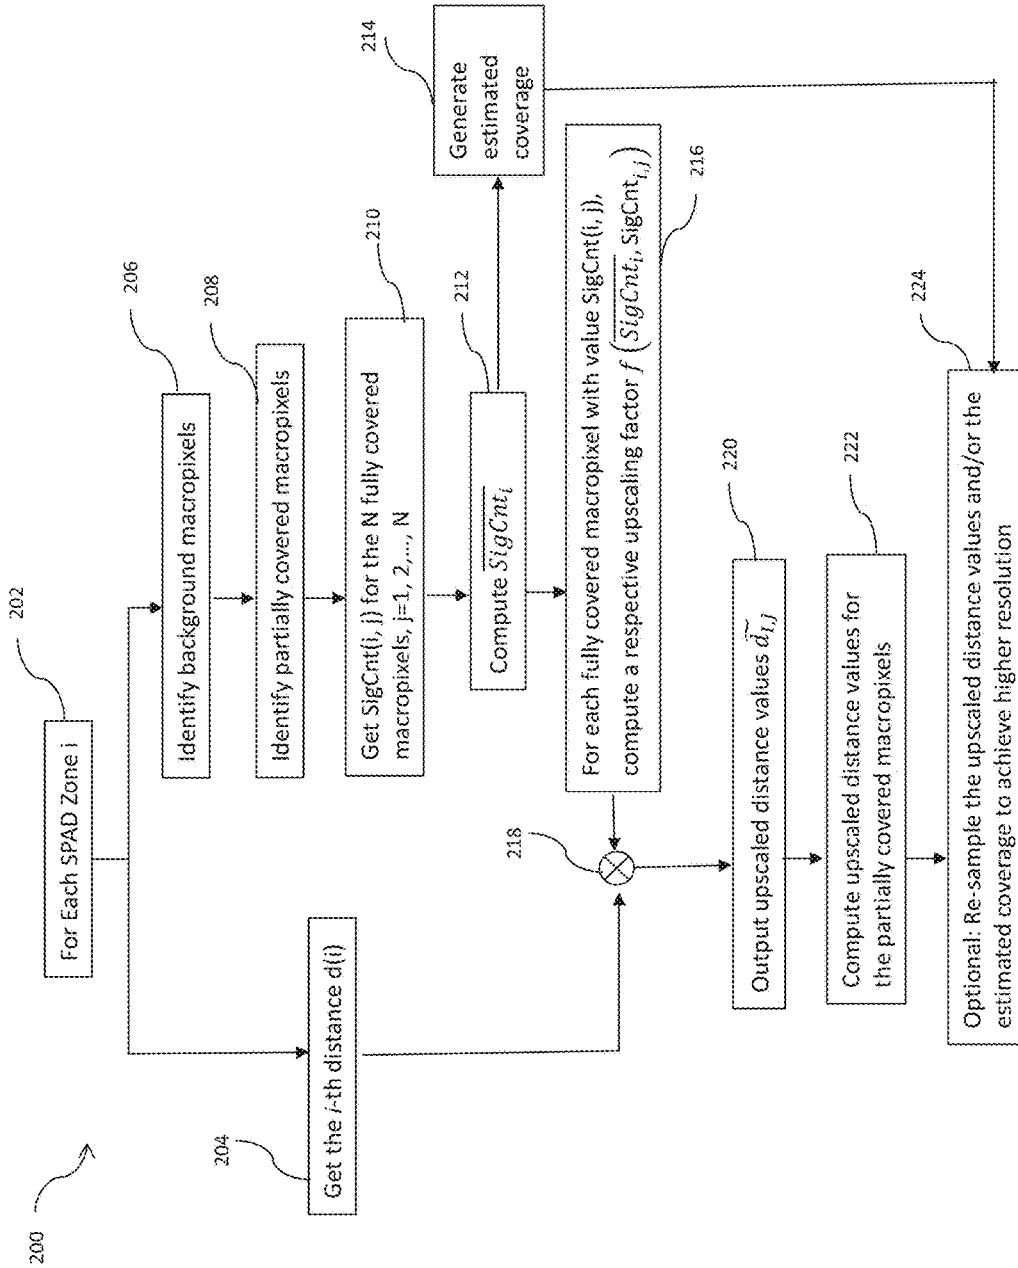 200
202
For Each SPAD Zone i
204
Get the i-th distance d(i)
206
Identify background macropixels
208
Identify partially covered macropixels
210
Get SigCnt(i, j) for the N fully covered
macropixels, j=1, 2,..., N
212
Compute \overline{SigCnt_i}
214
Generate
estimated
coverage
216
For each fully covered macropixel with value SigCnt(i, j),
compute a respective upscaling factor f (\overline{SigCnt_i}, SigCnt_{i,j})
218
220
Output upscaled distance values \widetilde{d}_{i,j}
222
Compute upscaled distance values for
the partially covered macropixels
224
Optional: Re-sample the upscaled distance values and/or the
estimated coverage to achieve higher resolution